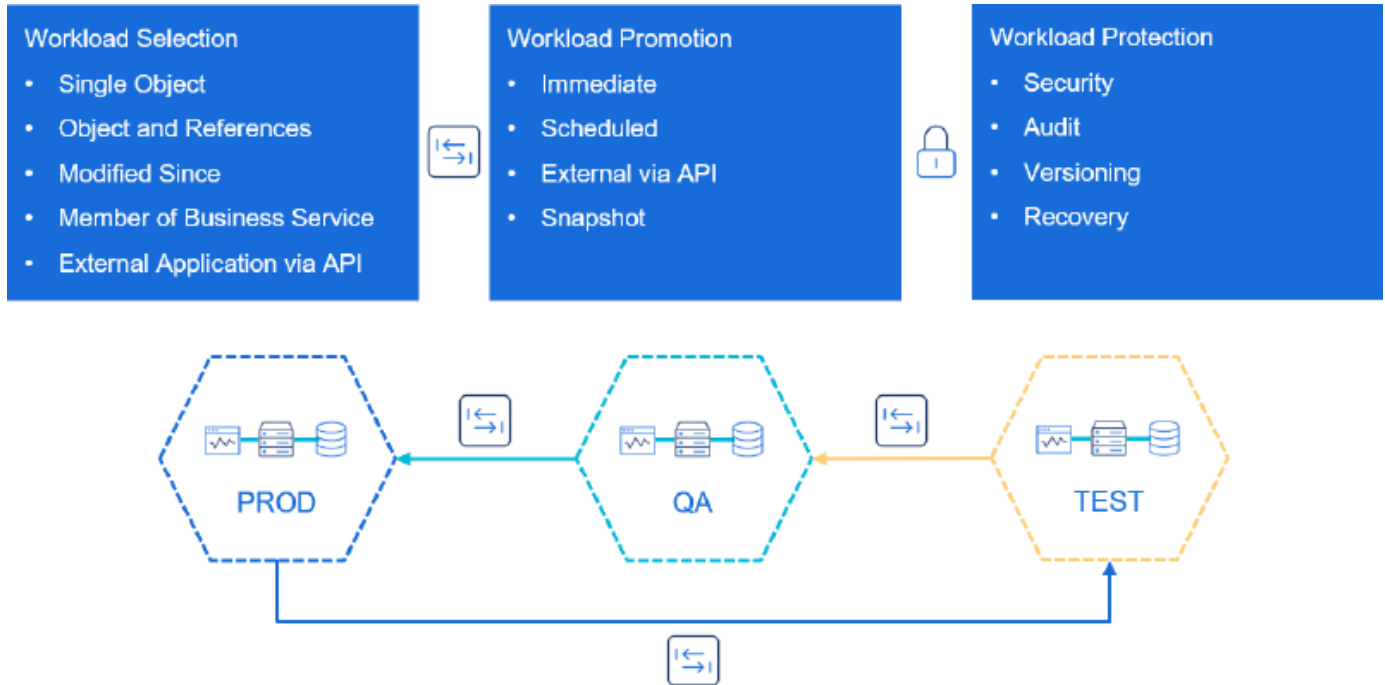 Workload Selection
• Single Object
• Object and References
• Modified Since
• Member of Business Service
• External Application via API
Workload Promotion
• Immediate
• Scheduled
• External via API
• Snapshot
Workload Protection
• Security
• Audit
• Versioning
• Recovery
PROD
QA
TEST